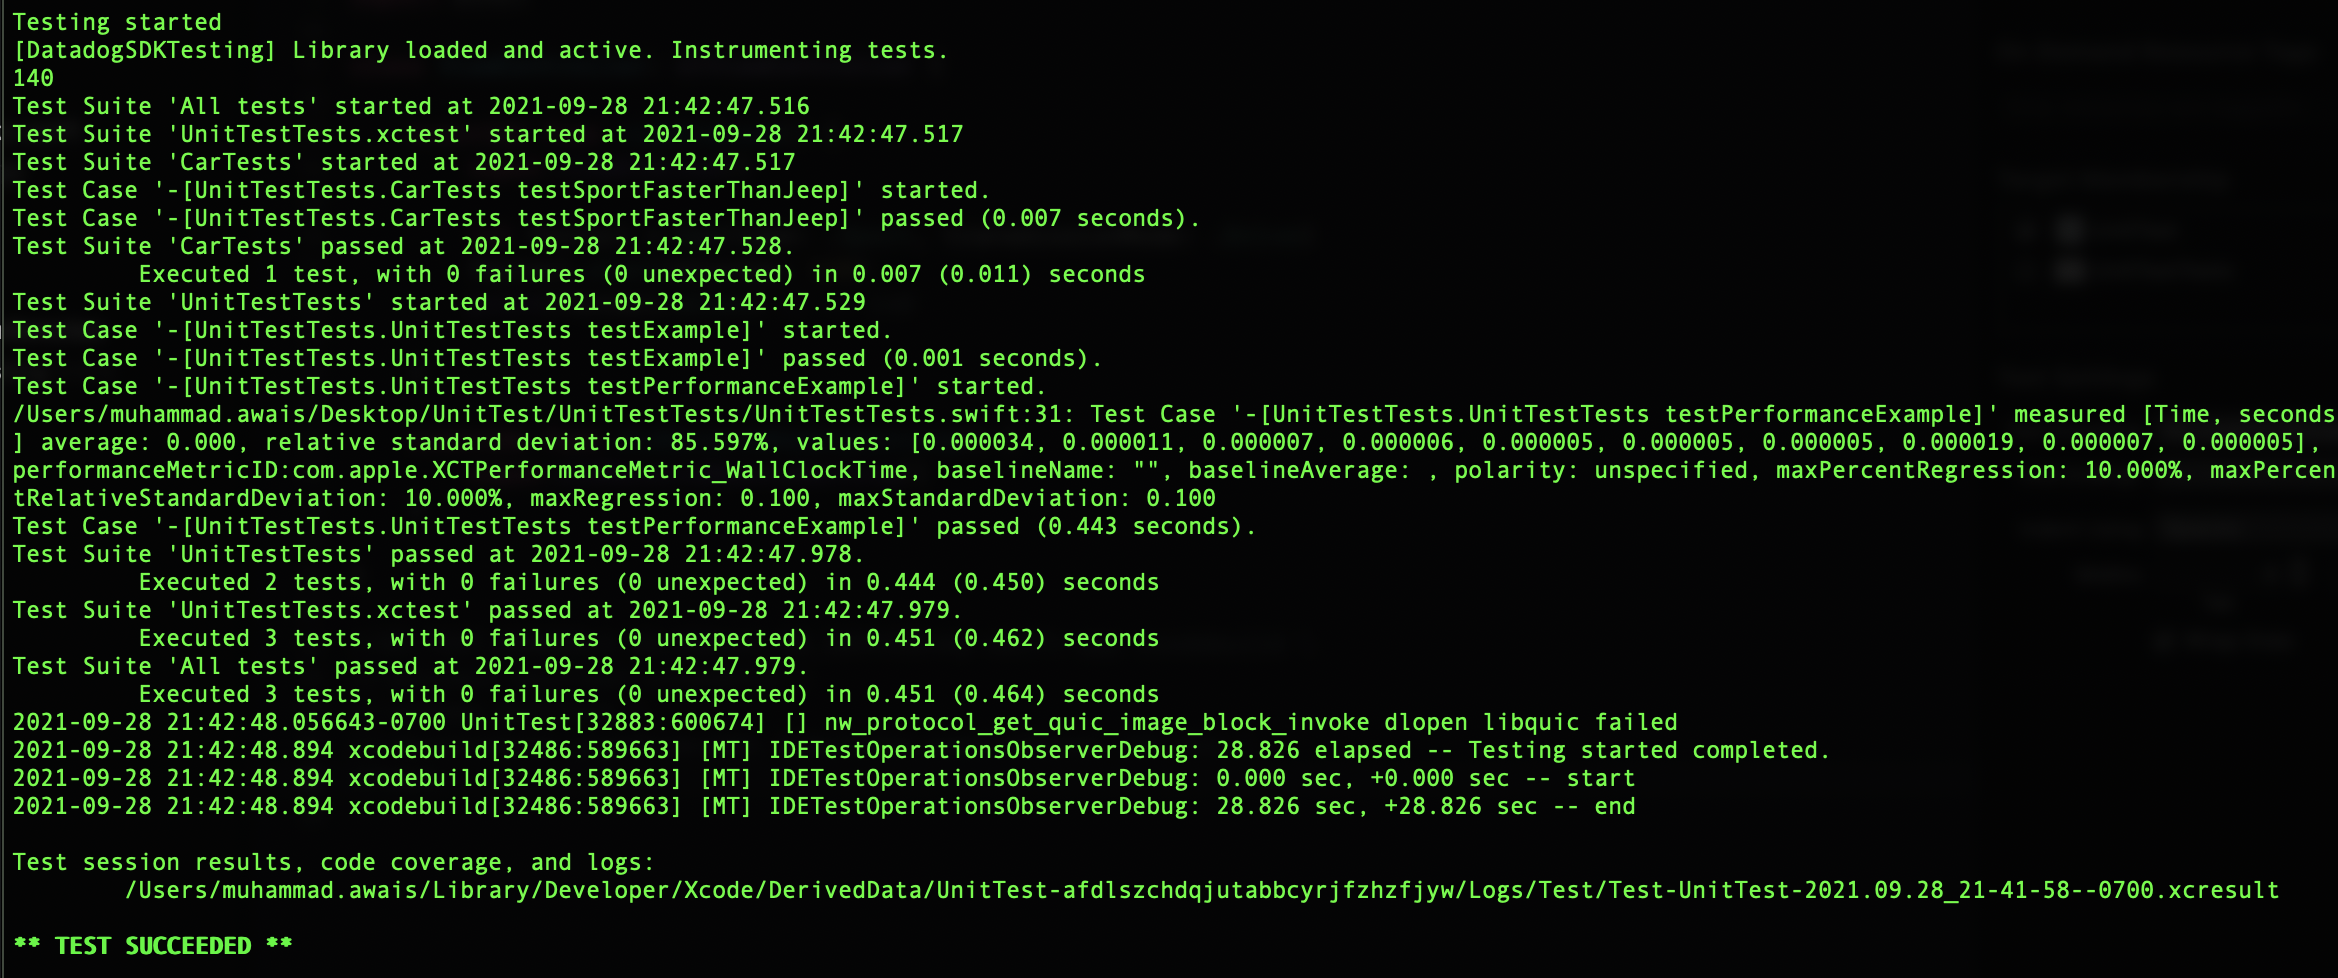 Testing started
[DatadogSDKTesting] Library loaded and active. Instrumenting tests.
140
Test Suite 'All tests' started at 2021-09-28 21:42:47.516
Test Suite 'UnitTestTests.xctest' started at 2021-09-28 21:42:47.517
Test Suite 'CarTests' started at 2021-09-28 21:42:47.517
Test Case '-[UnitTestTests.CarTests testSportFasterThanJeep]' started.
Test Case '-[UnitTestTests.CarTests testSportFasterThanJeep]' passed (0.007 seconds).
Test Suite 'CarTests' passed at 2021-09-28 21:42:47.528.
Executed 1 test, with 0 failures (0 unexpected) in 0.007 (0.011) seconds
Test Suite 'UnitTestTests' started at 2021-09-28 21:42:47.529
Test Case '-[UnitTestTests.UnitTestTests testExample]' started.
Test Case '-[UnitTestTests.UnitTestTests testExample]' passed (0.001 seconds).
Test Case '-[UnitTestTests.UnitTestTests testPerformanceExample]' started.
/Users/muhammad.awais/Desktop/UnitTest/UnitTestTests/UnitTestTests.swift:31: Test Case '-[UnitTestTests.UnitTestTests testPerformanceExample]' measured [Time, seconds
] average: 0.000, relative standard deviation: 85.597%, values: [0.000034, 0.000011, 0.000007, 0.000006, 0.000005, 0.000005, 0.000005, 0.000019, 0.000007, 0.000005],
performanceMetricID:com.apple.XCTPerformanceMetric_WallClockTime, baselineName: "", baselineAverage: , polarity: unspecified, maxPercentRegression: 10.000%, maxPercen
tRelativeStandardDeviation: 10.000%, maxRegression: 0.100, maxStandardDeviation: 0.100
Test Case '-[UnitTestTests.UnitTestTests testPerformanceExample]' passed (0.443 seconds).
Test Suite 'UnitTestTests' passed at 2021-09-28 21:42:47.978.
Executed 2 tests, with 0 failures (0 unexpected) in 0.444 (0.450) seconds
Test Suite 'UnitTestTests.xctest' passed at 2021-09-28 21:42:47.979.
Executed 3 tests, with 0 failures (0 unexpected) in 0.451 (0.462) seconds
Test Suite 'All tests' passed at 2021-09-28 21:42:47.979.
Executed 3 tests, with 0 failures (0 unexpected) in 0.451 (0.464) seconds
2021-09-28 21:42:48.056643-0700 UnitTest[32883:600674] [] nw_protocol_get_quic_image_block_invoke dlopen libquic failed
2021-09-28 21:42:48.894 xcodebuild[32486:589663] [MT] IDETestOperationsObserverDebug: 28.826 elapsed -- Testing started completed.
2021-09-28 21:42:48.894 xcodebuild[32486:589663] [MT] IDETestOperationsObserverDebug: 0.000 sec, +0.000 sec -- start
2021-09-28 21:42:48.894 xcodebuild[32486:589663] [MT] IDETestOperationsObserverDebug: 28.826 sec, +28.826 sec -- end
Test session results, code coverage, and logs:
/Users/muhammad.awais/Library/Developer/Xcode/DerivedData/UnitTest-afdlszchdqjutabbcyrjfzhzfjyw/Logs/Test/Test-UnitTest-2021.09.28_21-41-58--0700.xcresult
** TEST SUCCEEDED **